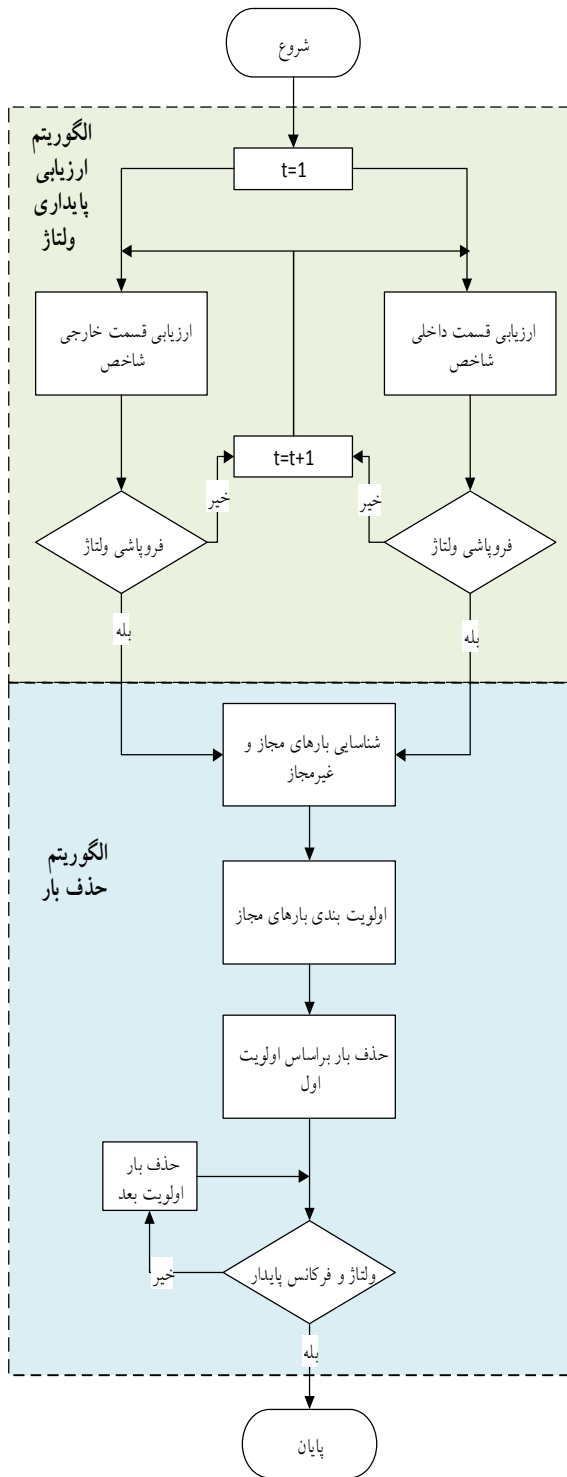 شروع
الگوریتم
ارزیابی
پایداری
ولتاژ
t=1
ارزیابی قسمت داخلی
شاخص
ارزیابی قسمت خارجی
شاخص
t=t+1
خیر
خیر
فروپاشی ولتاژ
فروپاشی ولتاژ
بله
بله
شناسایی بارهای مجاز و
غیرمجاز
الگوریتم
حذف بار
اولویت بندی بارهای مجاز
حذف بار براساس اولویت
اول
حذف بار
اولویت بعد
ولتاژ و فرکانس پایدار
خیر
بله
پایان